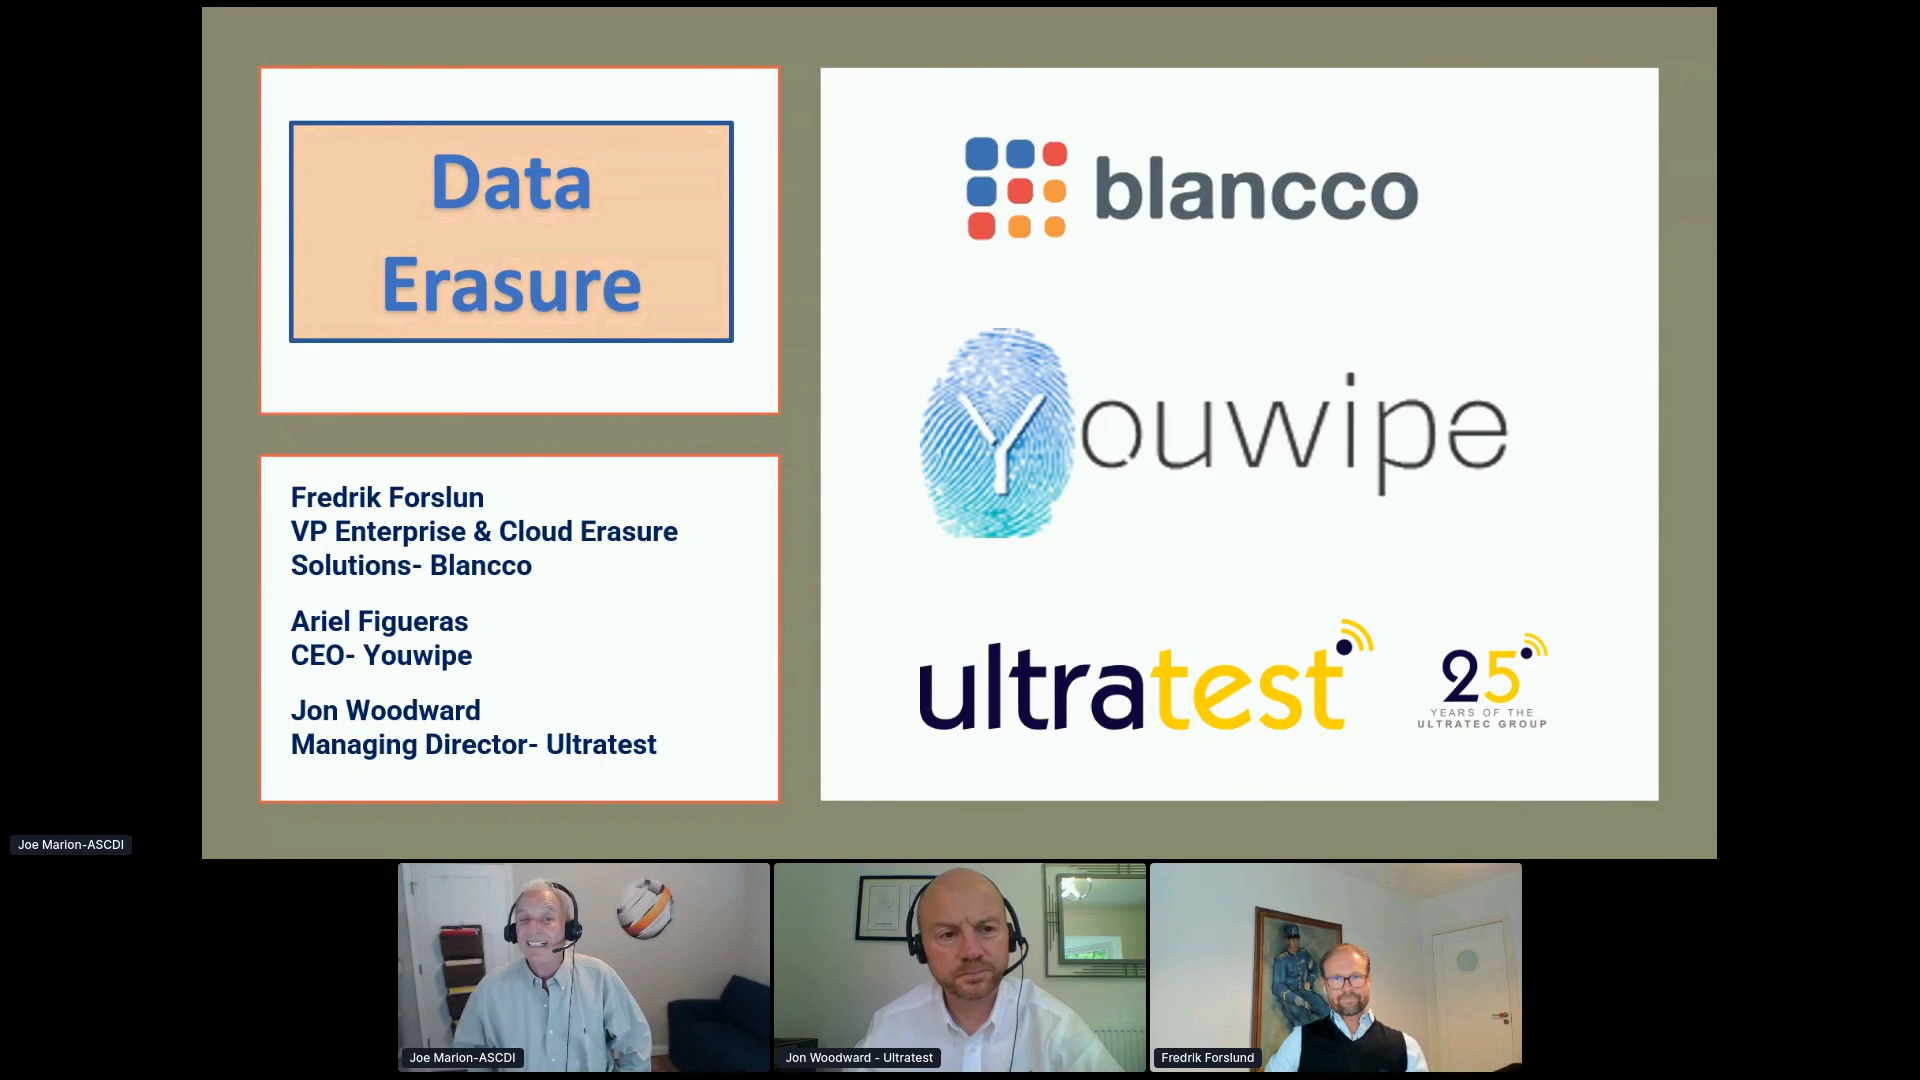 Data
Erasure
Fredrik Forslun
VP Enterprise & Cloud Erasure
Solutions- Blancco
Ariel Figueras
CEO- Youwipe
Jon Woodward
Managing Director- Ultratest
blancco
Youwipe
ultratest
25
YEARS OF THE
ULTRATEC GROUP
Joe Marion-ASCDI
Joe Marion-ASCDI
Jon Woodward - Ultratest
Fredrik Forslund